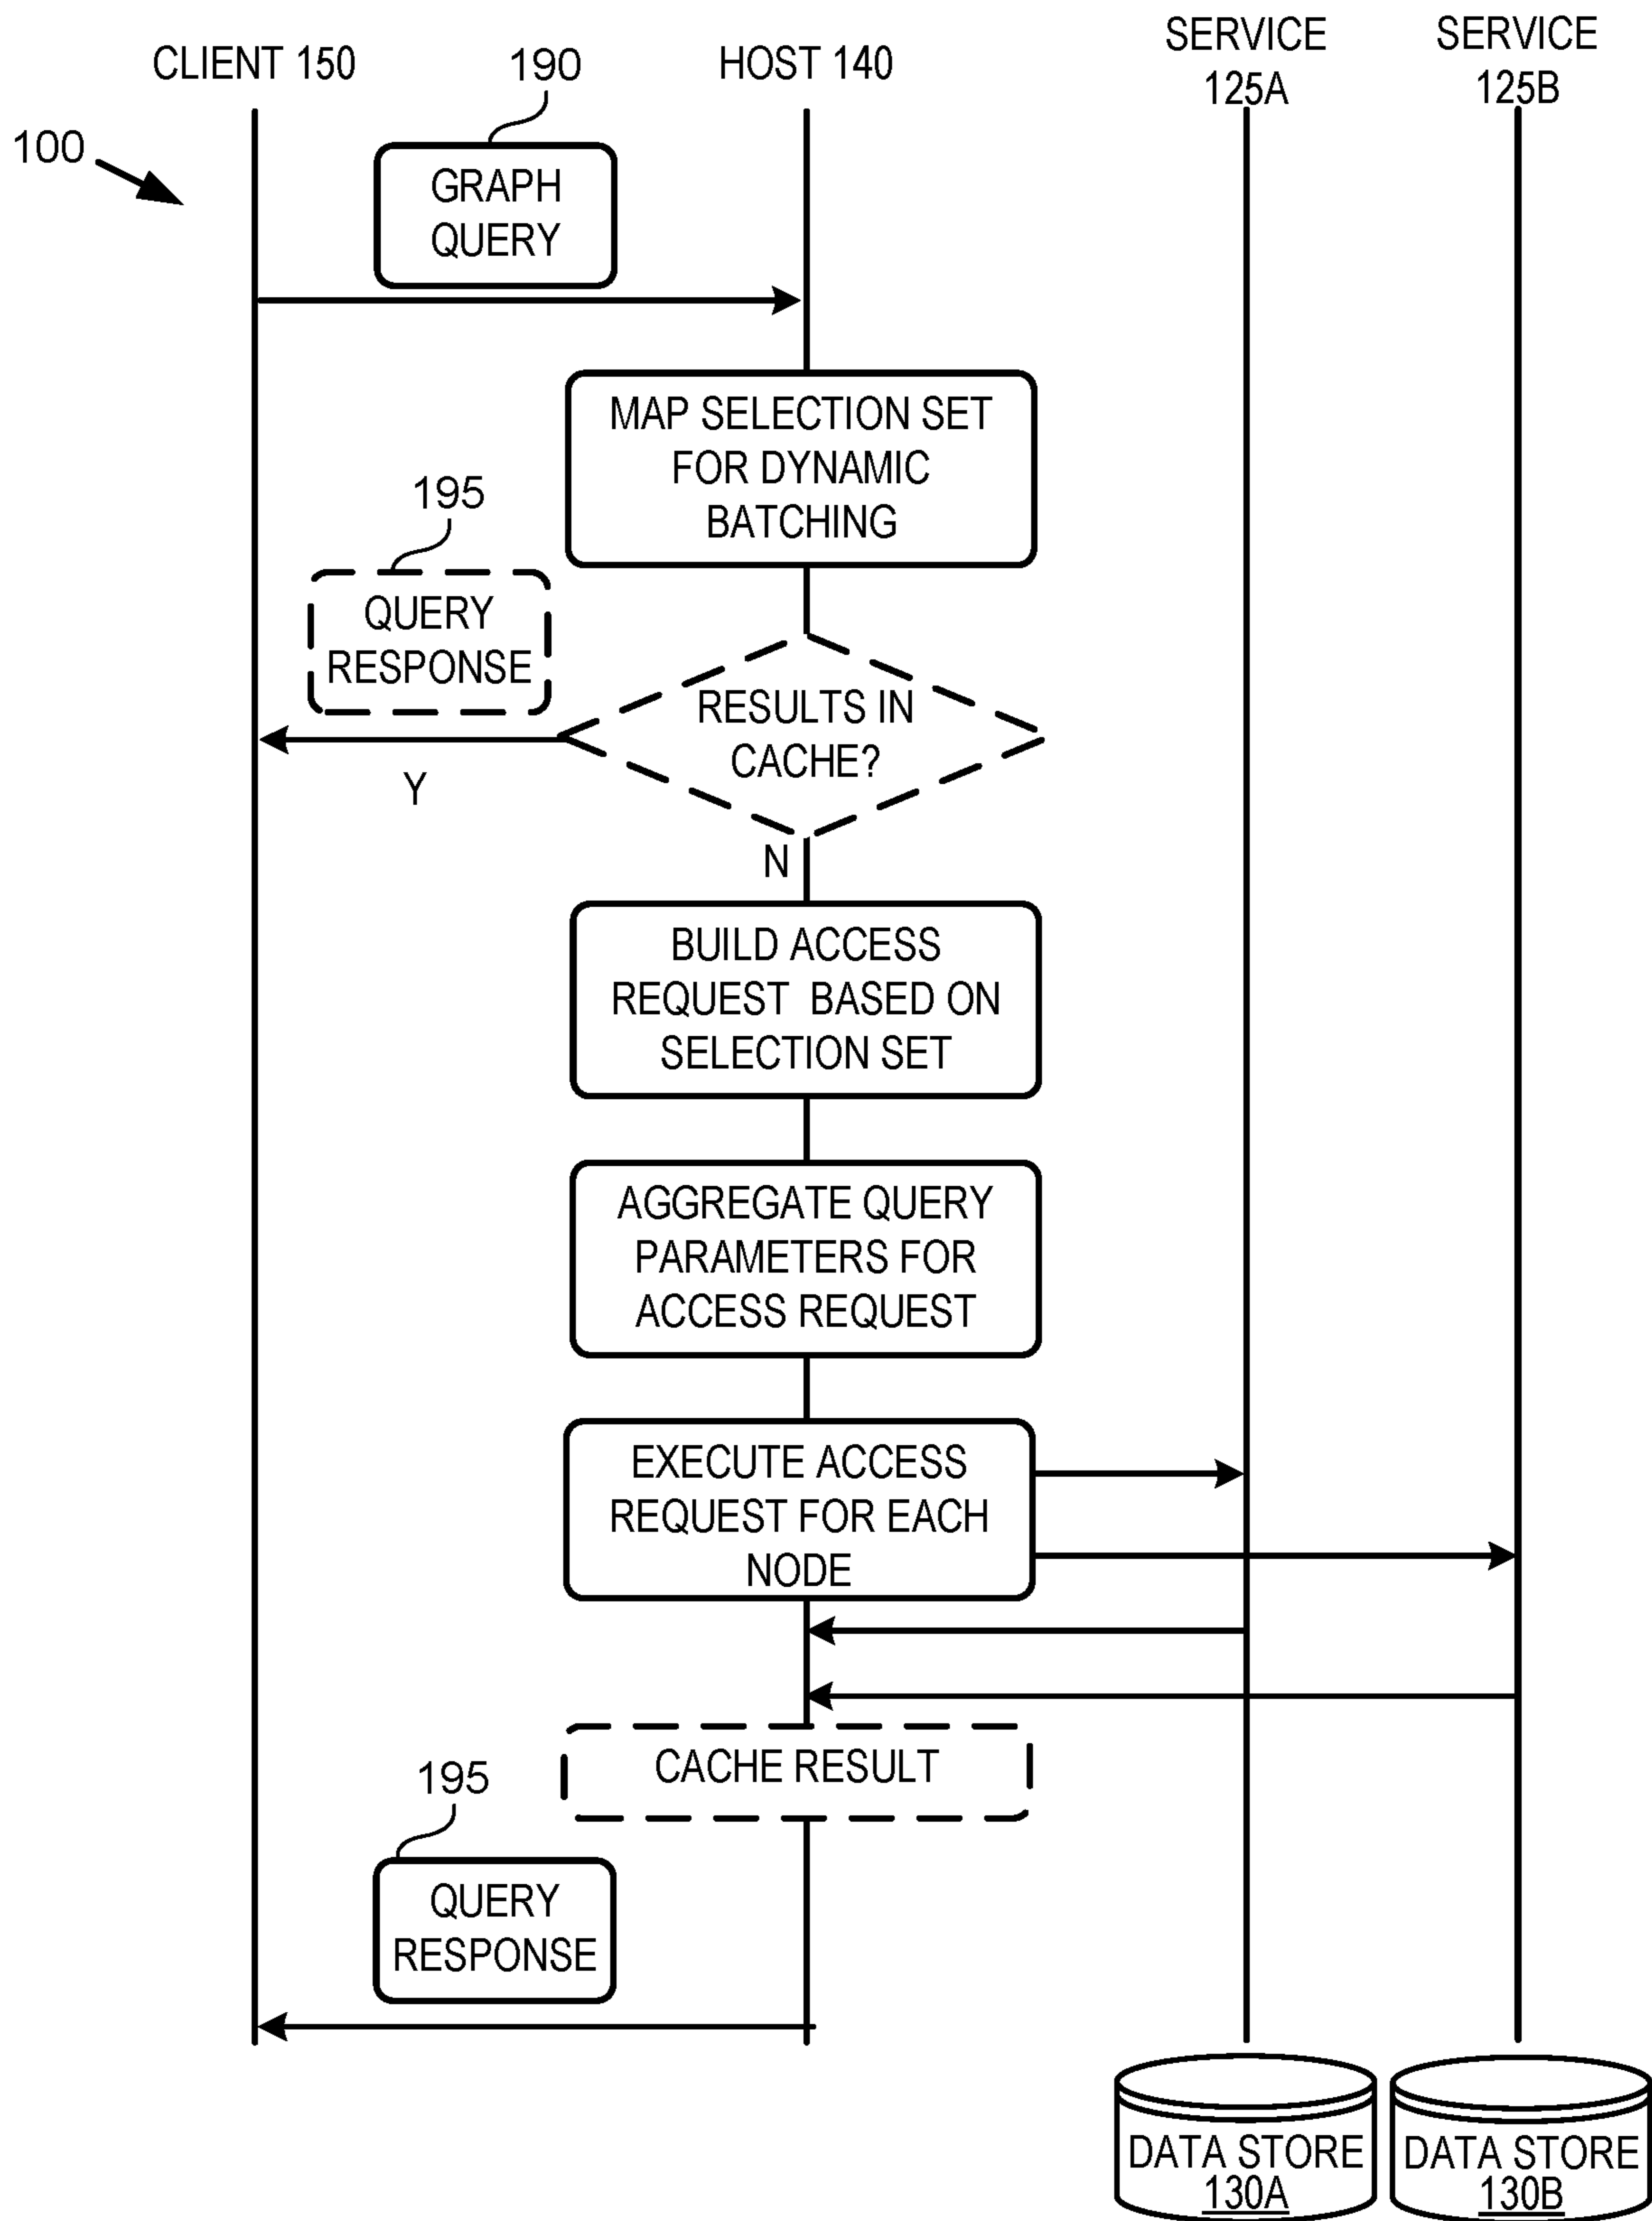 CLIENT 150
190
HOST 140
SERVICE
125A
SERVICE
125B
100
GRAPH
QUERY
MAP SELECTION SET
FOR DYNAMIC
BATCHING
195
QUERY
RESPONSE
RESULTS IN
CACHE?
Y
N
BUILD ACCESS
REQUEST BASED ON
SELECTION SET
AGGREGATE QUERY
PARAMETERS FOR
ACCESS REQUEST
EXECUTE ACCESS
REQUEST FOR EACH
NODE
CACHE RESULT
195
QUERY
RESPONSE
DATA STORE
130A
DATA STORE
130B